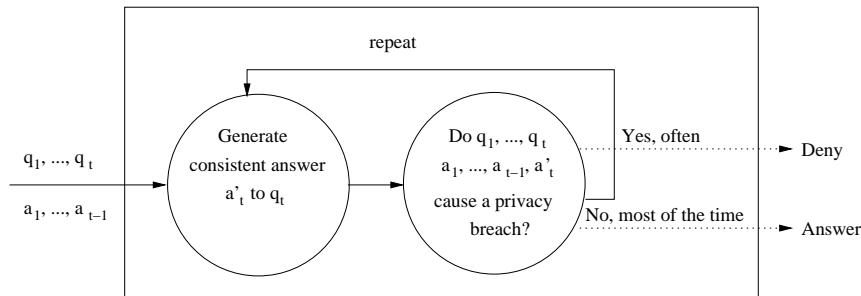 repeat
q1, ..., qt
a1, ..., at−1
Generate
consistent answer
a't to qt
Do q1, ..., qt
a1, ..., at−1, a't
cause a privacy
breach?
Yes, often
Deny
No, most of the time
Answer